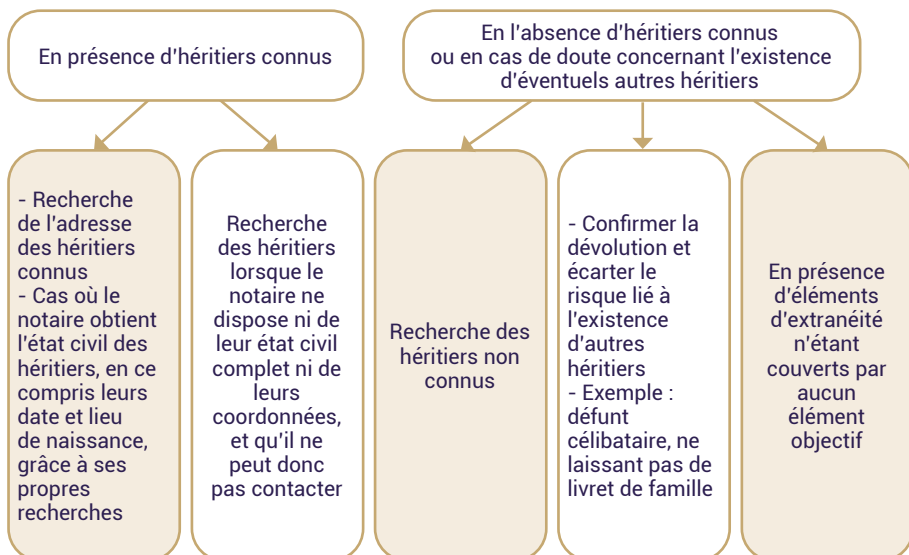 En présence d'héritiers connus
En l'absence d'héritiers connus
ou en cas de doute concernant l'existence
d'éventuels autres héritiers
- Recherche
de l'adresse
des héritiers
connus
- Cas où le
notaire obtient
l'état civil des
héritiers, en ce
compris leurs
date et lieu
de naissance,
grâce à ses
propres
recherches
Recherche
des héritiers
lorsque le
notaire ne
dispose ni de
leur état civil
complet ni de
leurs
coordonnées,
et qu'il ne
peut donc
pas contacter
Recherche des
héritiers non
connus
- Confirmer la
dévolution et
écarter le
risque lié à
l'existence
d'autres
héritiers
- Exemple :
défunt
célibataire, ne
laissant pas de
livret de famille
En présence
d'éléments
d'extranéité
n'étant
couverts par
aucun
élément
objectif